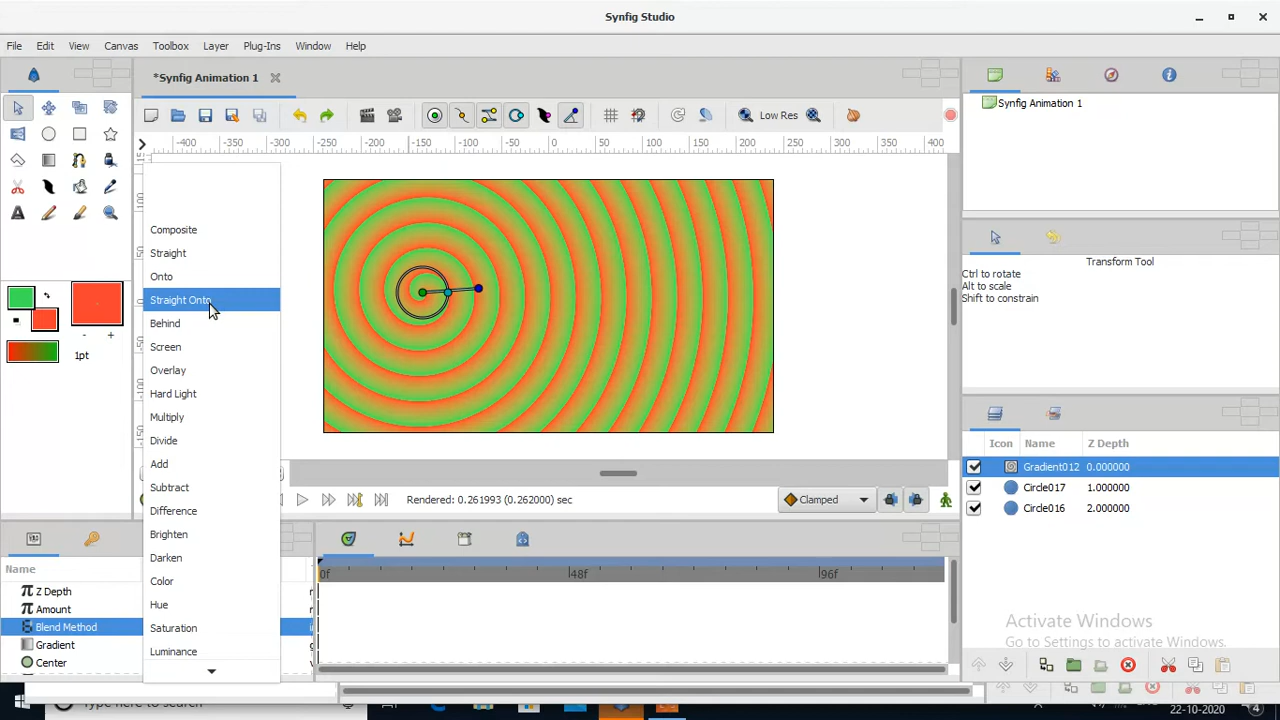 Synfig Studio
File Edit View Canvas Toolbox Layer Plug-Ins Window Help
*Synfig Animation 1
Low Res
-400 -350 -300 -250 -200 -150 -100 -50 0 50 100 150 200 250 300 350 400
Synfig Animation 1
Composite
Straight
Onto
Straight Onto
Behind
Screen
Overlay
Hard Light
Multiply
Divide
Add
Subtract
Difference
Brighten
Darken
Color
Hue
Saturation
Luminance
- +
1pt
Transform Tool
Ctrl to rotate
Alt to scale
Shift to constrain
Icon Name Z Depth
Gradient012 0.000000
Circle017 1.000000
Circle016 2.000000
Rendered: 0.261993 (0.262000) sec
Clamped
Name
Z Depth
Amount
Blend Method
Gradient
Center
0f 48f 96f
Activate Windows
Go to Settings to activate Windows.
Type here to search
22-10-2020
4